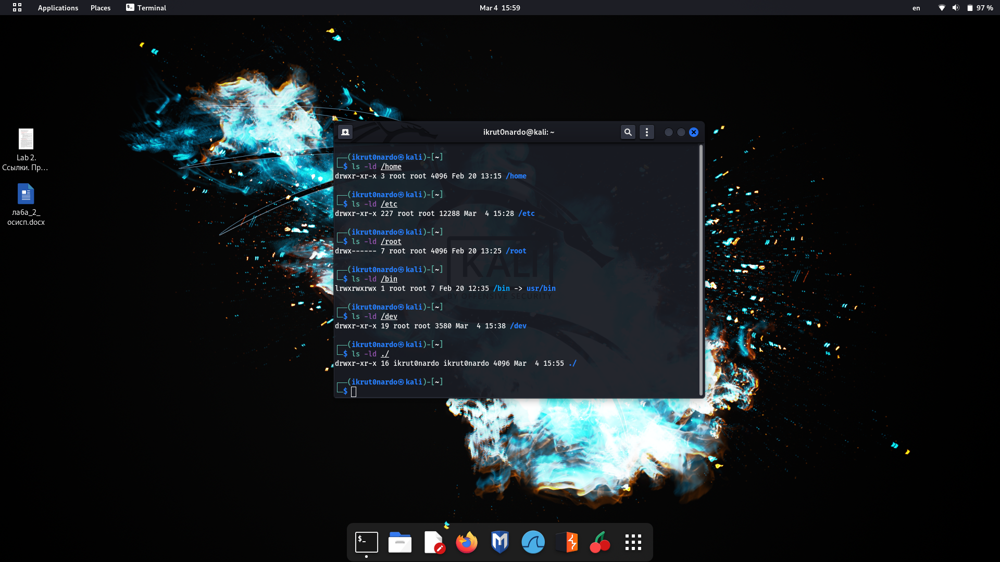 Applications Places Terminal Mar 4 15:59 en 97 %
Lab 2.
Ссылки. Пр...
лаба_2_
осисп.docx
ikrut0nardo@kali: ~
┌──(ikrut0nardo㉿kali)-[~]
└─$ ls -ld /home
drwxr-xr-x 3 root root 4096 Feb 20 13:15 /home
┌──(ikrut0nardo㉿kali)-[~]
└─$ ls -ld /etc
drwxr-xr-x 227 root root 12288 Mar  4 15:28 /etc
┌──(ikrut0nardo㉿kali)-[~]
└─$ ls -ld /root
drwx------ 7 root root 4096 Feb 20 13:25 /root
┌──(ikrut0nardo㉿kali)-[~]
└─$ ls -ld /bin
lrwxrwxrwx 1 root root 7 Feb 20 12:35 /bin -> usr/bin
┌──(ikrut0nardo㉿kali)-[~]
└─$ ls -ld /dev
drwxr-xr-x 19 root root 3580 Mar  4 15:38 /dev
┌──(ikrut0nardo㉿kali)-[~]
└─$ ls -ld ./
drwxr-xr-x 16 ikrut0nardo ikrut0nardo 4096 Mar  4 15:55 ./
┌──(ikrut0nardo㉿kali)-[~]
└─$
KALI
BY OFFENSIVE SECURITY